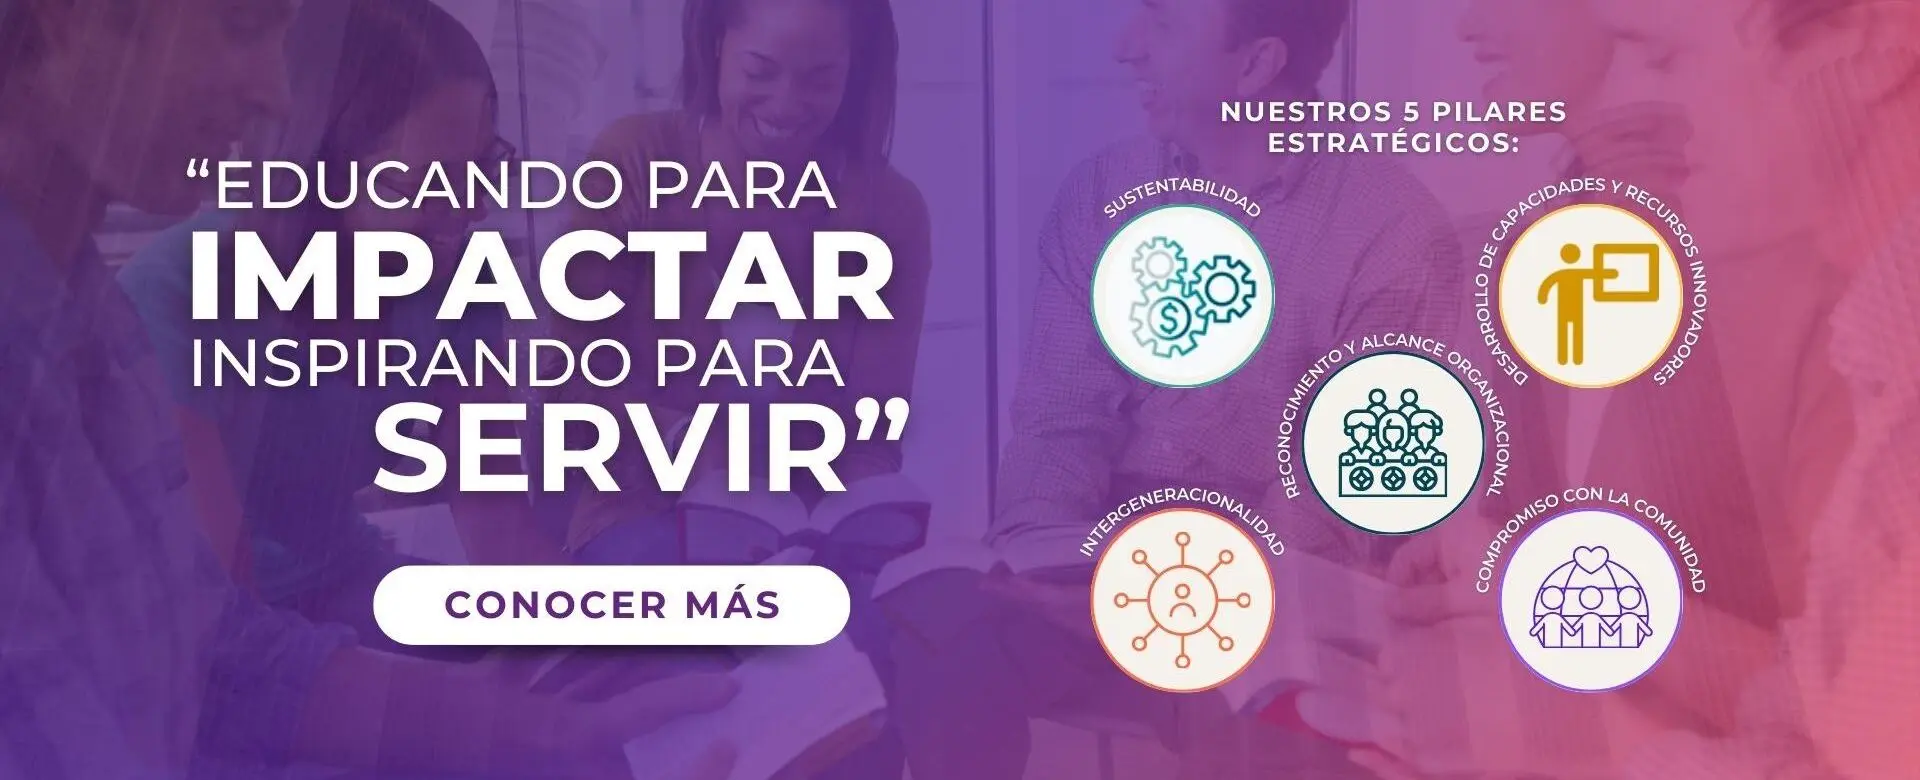 “EDUCANDO PARA
IMPACTAR
INSPIRANDO PARA
SERVIR”
CONOCER MÁS
NUESTROS 5 PILARES
ESTRATÉGICOS:
SUSTENTABILIDAD
$
DESARROLLO DE CAPACIDADES Y RECURSOS INNOVADORES
RECONOCIMIENTO Y ALCANCE ORGANIZACIONAL
INTERGENERACIONALIDAD
COMPROMISO CON LA COMUNIDAD